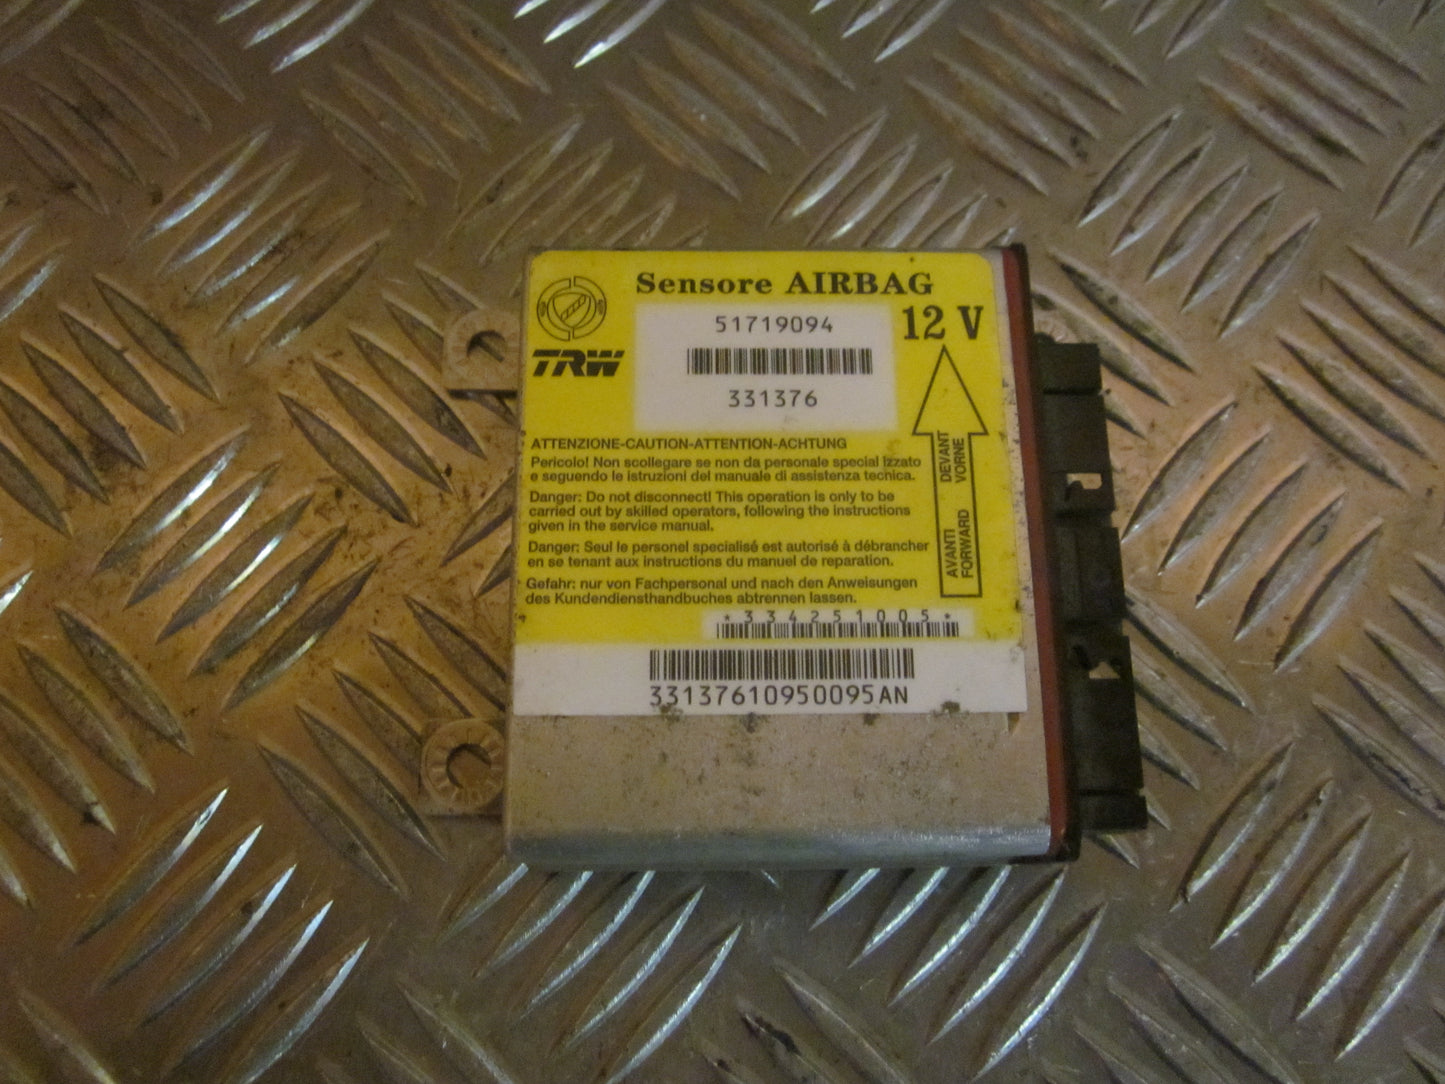 Sensore AIRBAG
51719094
12 V
TRW
331376
ATTENZIONE-CAUTION-ATTENTION-ACHTUNG
Pericolo! Non scollegare se non da personale special Izzato
e seguendo le istruzioni del manuale di assistenza tecnica.
Danger: Do not disconnect! This operation is only to be
carried out by skilled operators, following the instructions
given in the service manual.
Danger: Seul le personel specialisé est autorisé à débrancher
en se tenant aux instructions du manuel de reparation.
Gefahr: nur von Fachpersonal und nach den Anweisungen
des Kundendiensthandbuches abtrennen lassen.
AVANTI DEVANT
FORWARD VORNE
*334251005*
33137610950095AN